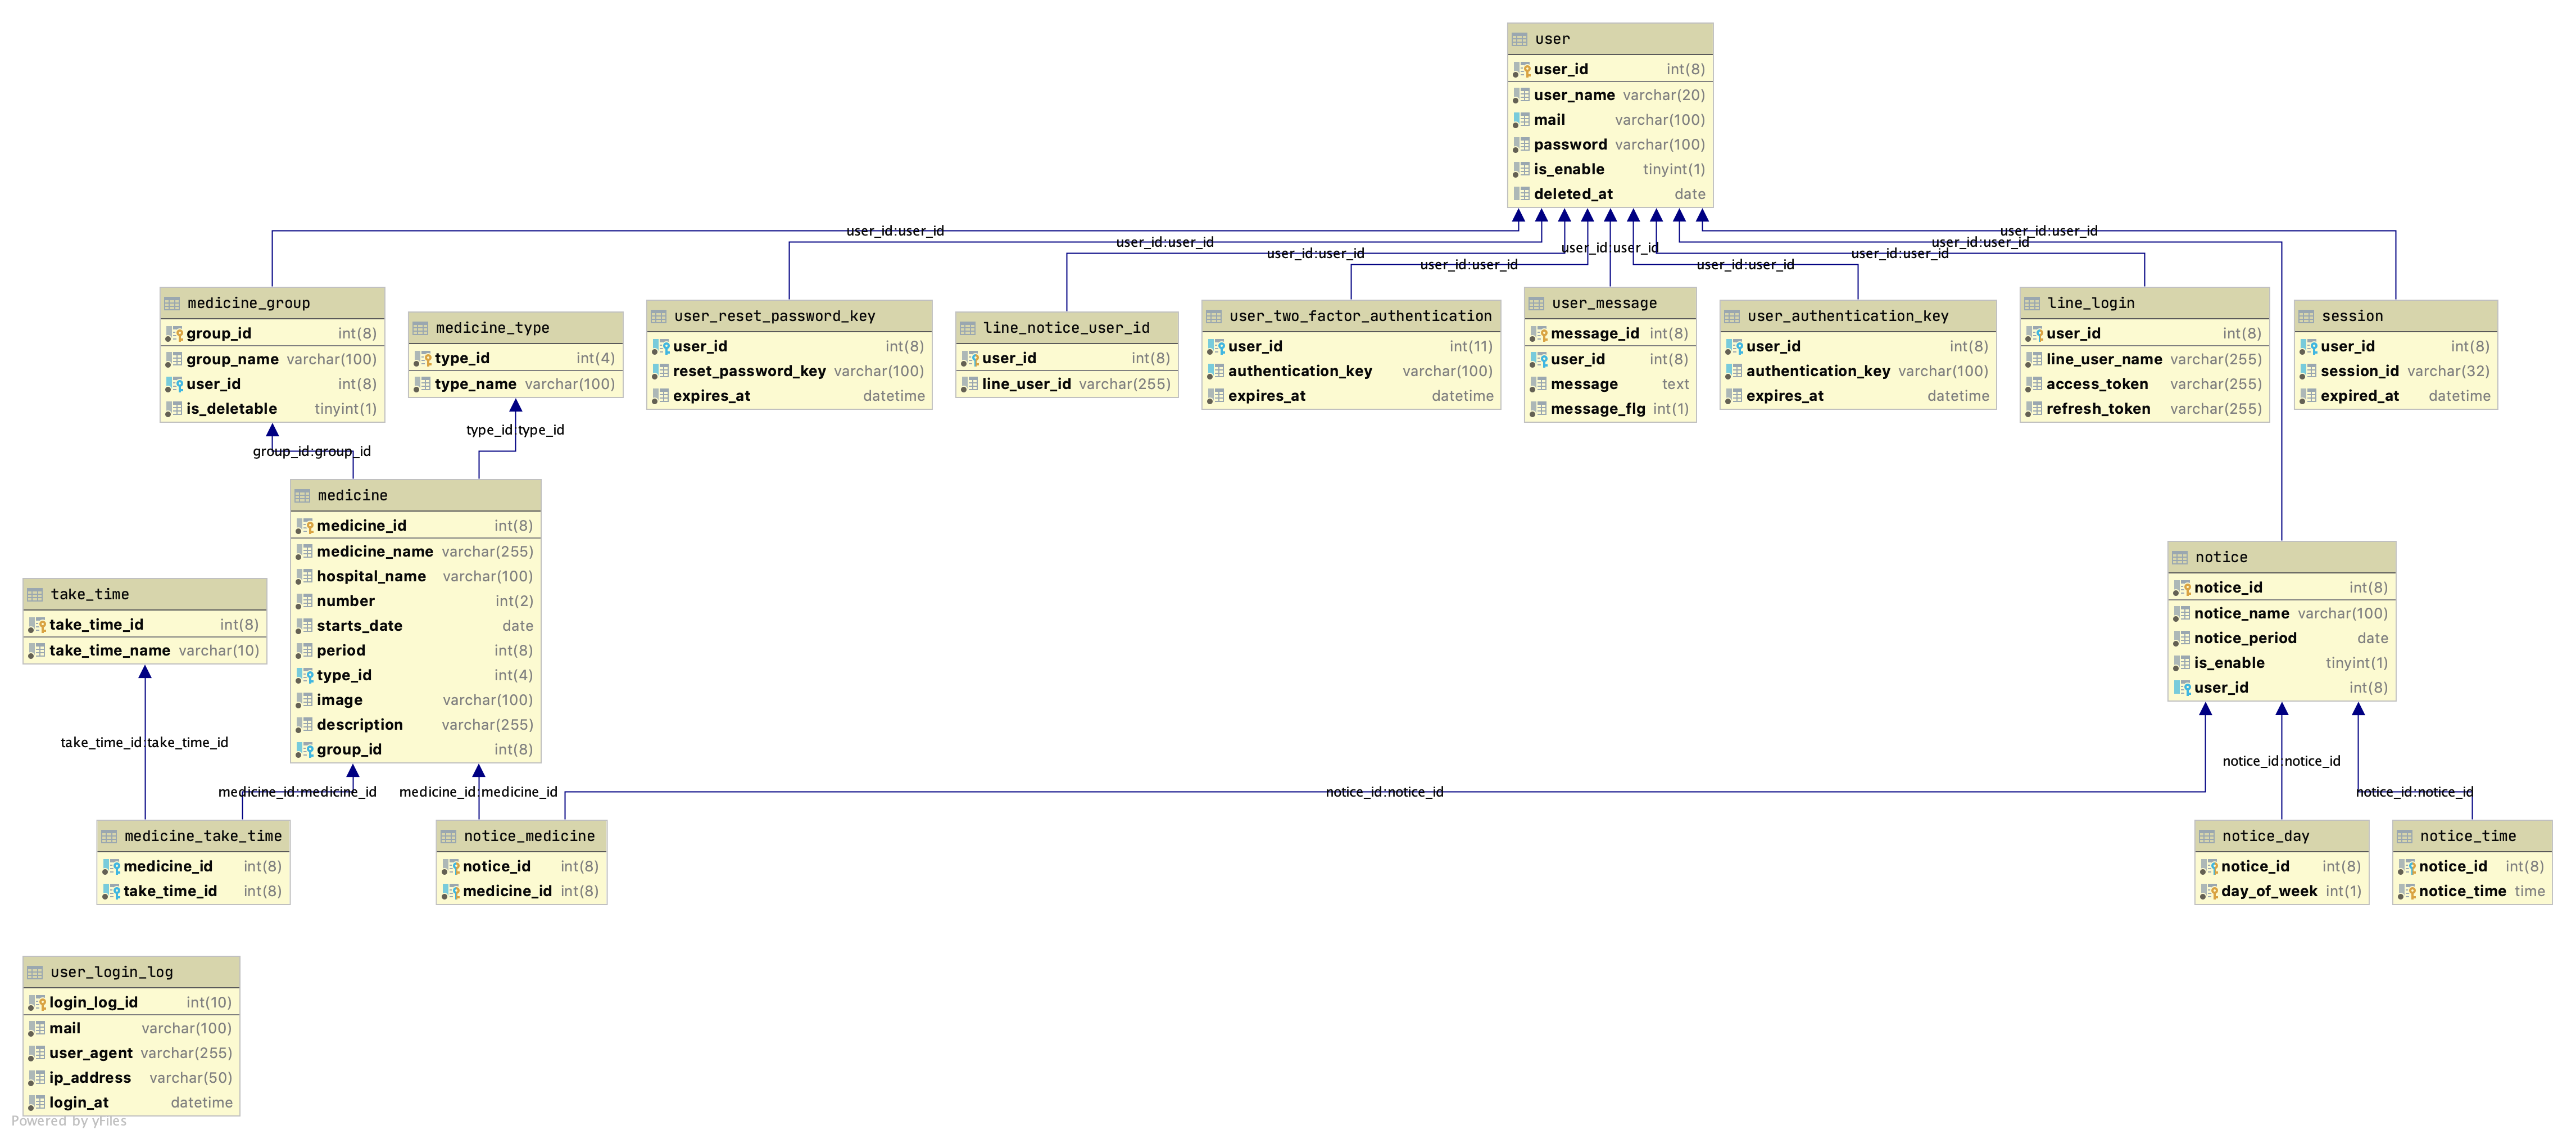 user
user_id int(8)
user_name varchar(20)
mail varchar(100)
password varchar(100)
is_enable tinyint(1)
deleted_at date
user_id:user_id
user_id:user_id
user_id:user_id
user_id:user_id
user_id:user_id
user_id:user_id
user_id:user_id
user_id:user_id
user_id:user_id
medicine_group
group_id int(8)
group_name varchar(100)
user_id int(8)
is_deletable tinyint(1)
medicine_type
type_id int(4)
type_name varchar(100)
user_reset_password_key
user_id int(8)
reset_password_key varchar(100)
expires_at datetime
line_notice_user_id
user_id int(8)
line_user_id varchar(255)
user_two_factor_authentication
user_id int(11)
authentication_key varchar(100)
expires_at datetime
user_message
message_id int(8)
user_id int(8)
message text
message_flg int(1)
user_authentication_key
user_id int(8)
authentication_key varchar(100)
expires_at datetime
line_login
user_id int(8)
line_user_name varchar(255)
access_token varchar(255)
refresh_token varchar(255)
session
user_id int(8)
session_id varchar(32)
expired_at datetime
type_id:type_id
group_id:group_id
medicine
medicine_id int(8)
medicine_name varchar(255)
hospital_name varchar(100)
number int(2)
starts_date date
period int(8)
type_id int(4)
image varchar(100)
description varchar(255)
group_id int(8)
take_time
take_time_id int(8)
take_time_name varchar(10)
notice
notice_id int(8)
notice_name varchar(100)
notice_period date
is_enable tinyint(1)
user_id int(8)
take_time_id:take_time_id
medicine_id:medicine_id
medicine_id:medicine_id
notice_id:notice_id
notice_id:notice_id
notice_id:notice_id
medicine_take_time
medicine_id int(8)
take_time_id int(8)
notice_medicine
notice_id int(8)
medicine_id int(8)
notice_day
notice_id int(8)
day_of_week int(1)
notice_time
notice_id int(8)
notice_time time
user_login_log
login_log_id int(10)
mail varchar(100)
user_agent varchar(255)
ip_address varchar(50)
login_at datetime
Powered by yFiles